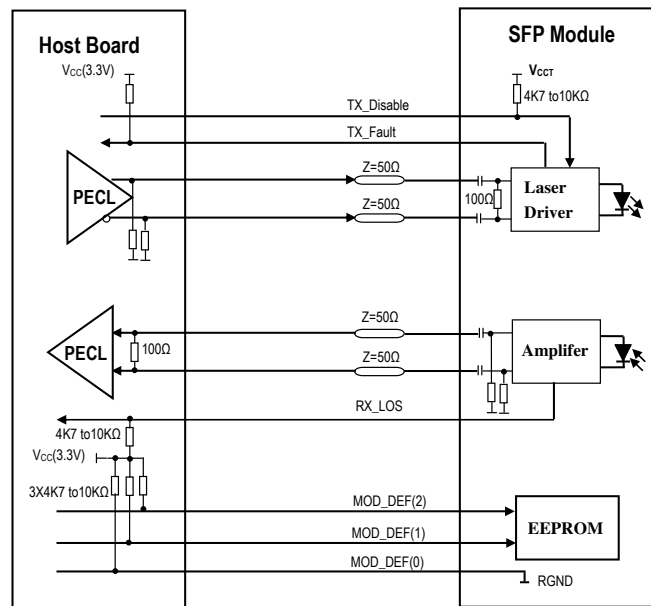 Host Board
SFP Module
VCC(3.3V)
VCCT
4K7 to10KΩ
TX_Disable
TX_Fault
Z=50Ω
PECL
100Ω
Laser
Driver
Z=50Ω
Z=50Ω
PECL
100Ω
Amplifer
Z=50Ω
RX_LOS
4K7 to10KΩ
VCC(3.3V)
3X4K7 to10KΩ
MOD_DEF(2)
EEPROM
MOD_DEF(1)
MOD_DEF(0)
RGND